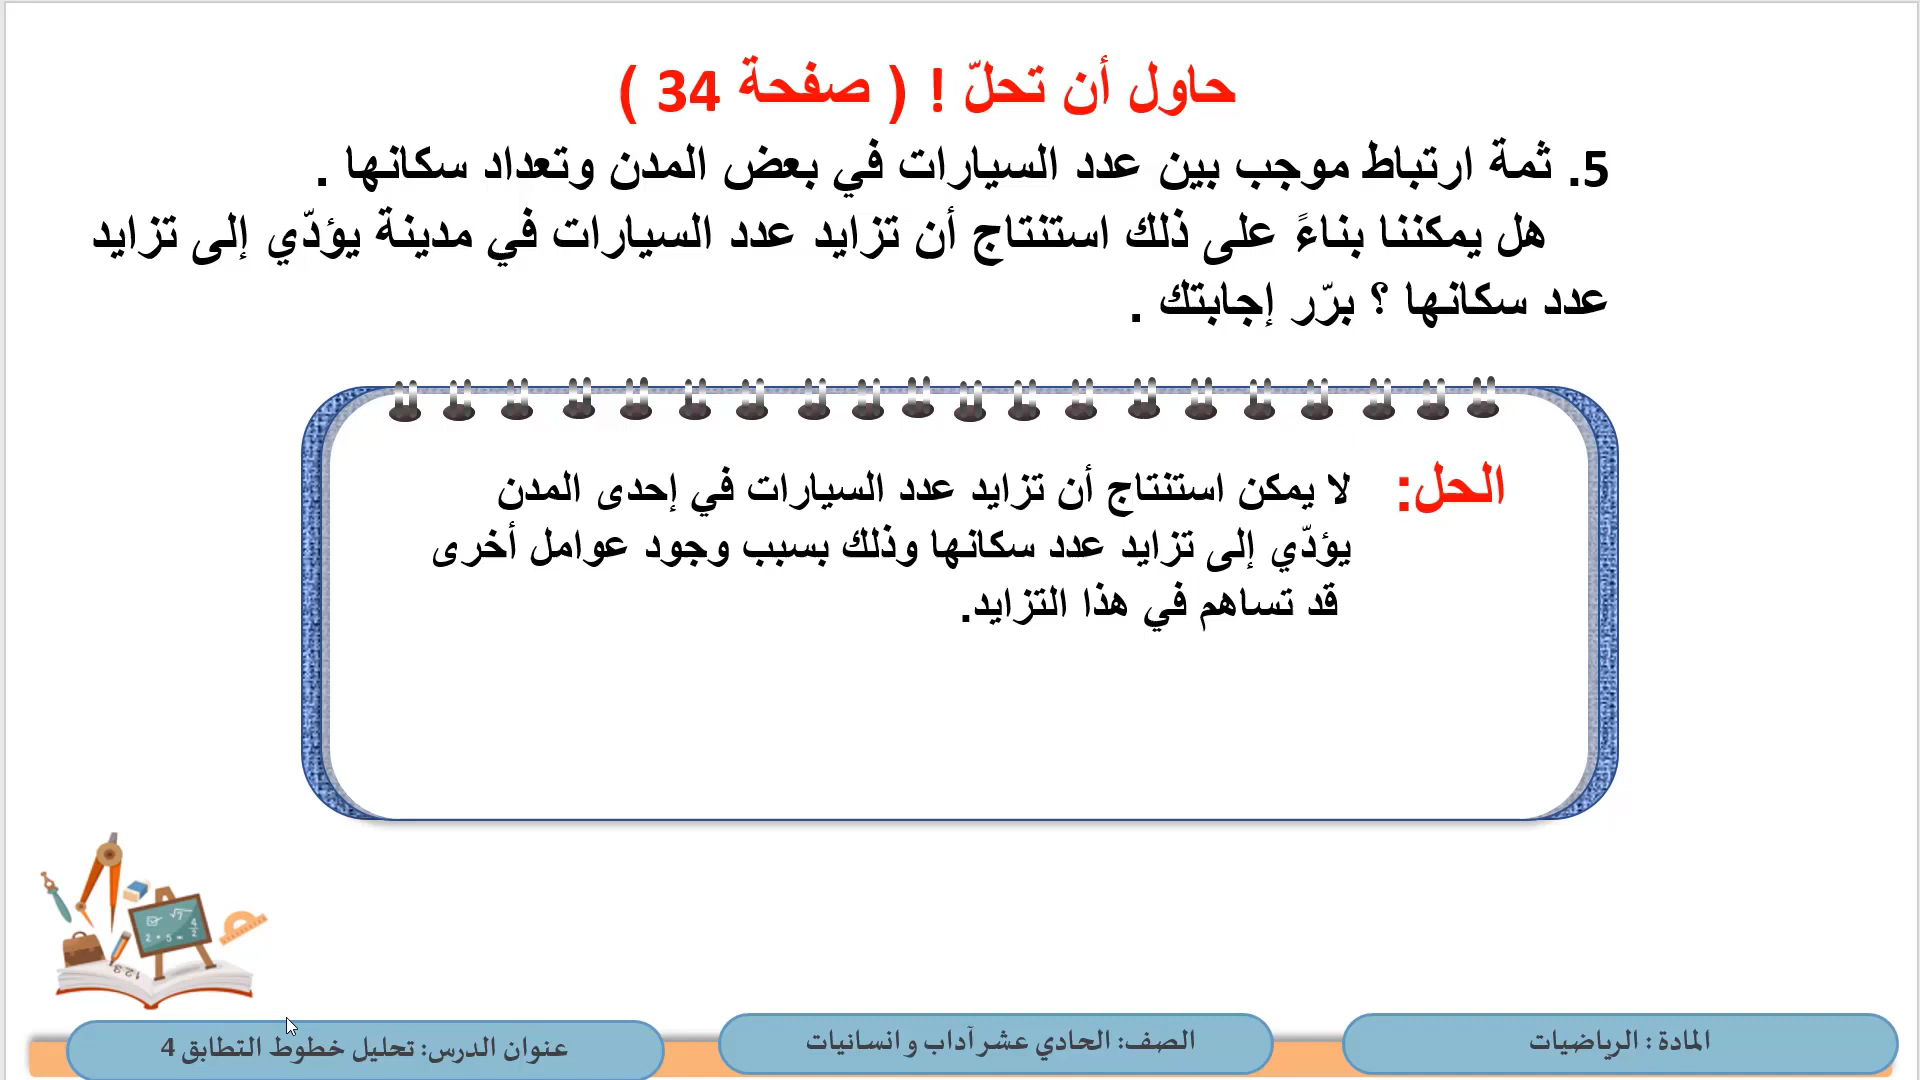 حاول أن تحلّ ! ( صفحة 34 )
5. ثمة ارتباط موجب بين عدد السيارات في بعض المدن وتعداد سكانها .
هل يمكننا بناءً على ذلك استنتاج أن تزايد عدد السيارات في مدينة يؤدّي إلى تزايد
عدد سكانها ؟ برّر إجابتك .
الحل: لا يمكن استنتاج أن تزايد عدد السيارات في إحدى المدن
يؤدّي إلى تزايد عدد سكانها وذلك بسبب وجود عوامل أخرى
قد تساهم في هذا التزايد.
المادة : الرياضيات
الصف: الحادي عشر آداب و انسانيات
عنوان الدرس: تحليل خطوط التطابق 4